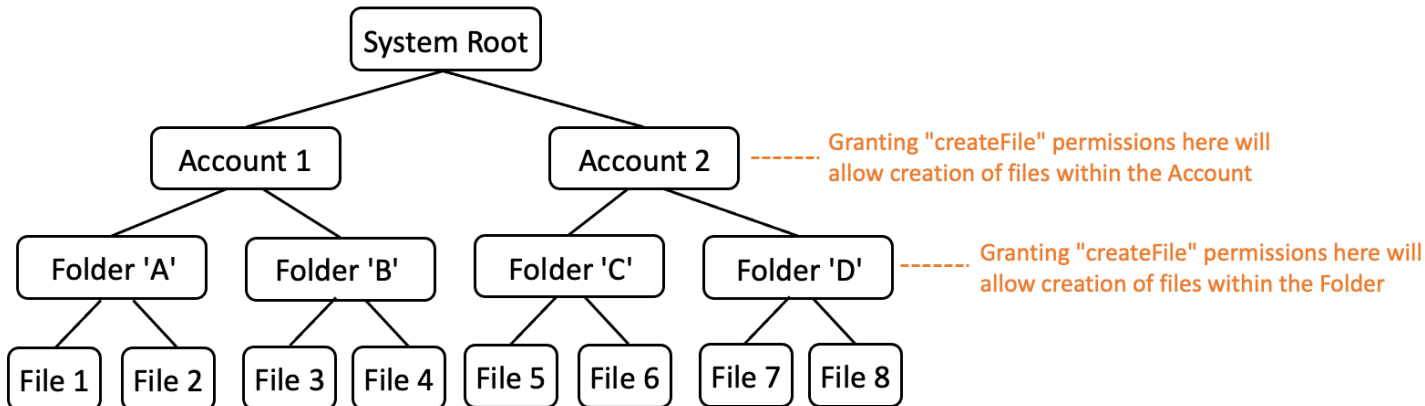 System Root
Account 1
Account 2
Granting "createFile" permissions here will
allow creation of files within the Account
Folder 'A'
Folder 'B'
Folder 'C'
Folder 'D'
Granting "createFile" permissions here will
allow creation of files within the Folder
File 1
File 2
File 3
File 4
File 5
File 6
File 7
File 8